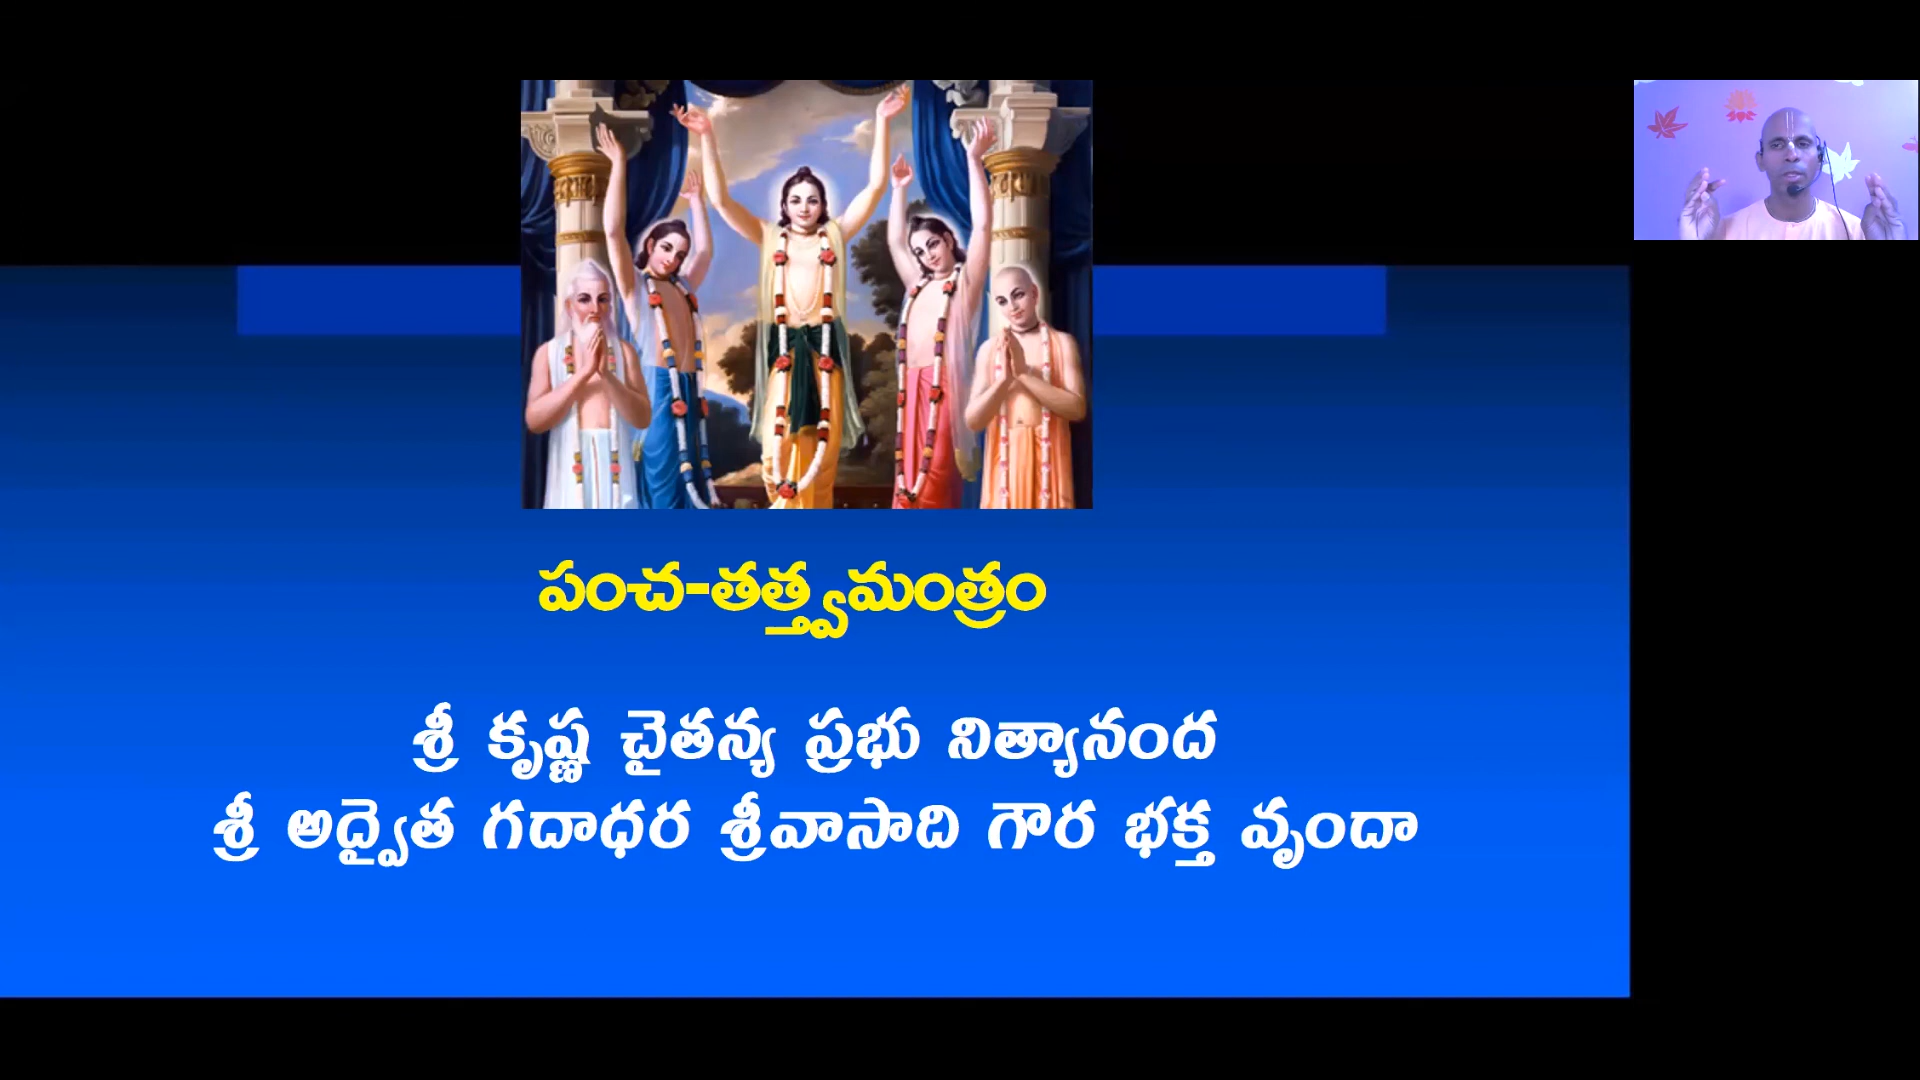 పంచ-తత్త్వమంత్రం
శ్రీ కృష్ణ చైతన్య ప్రభు నిత్యానంద
శ్రీ అద్వైత గదాధర శ్రీవాసాది గౌర భక్త వృందా